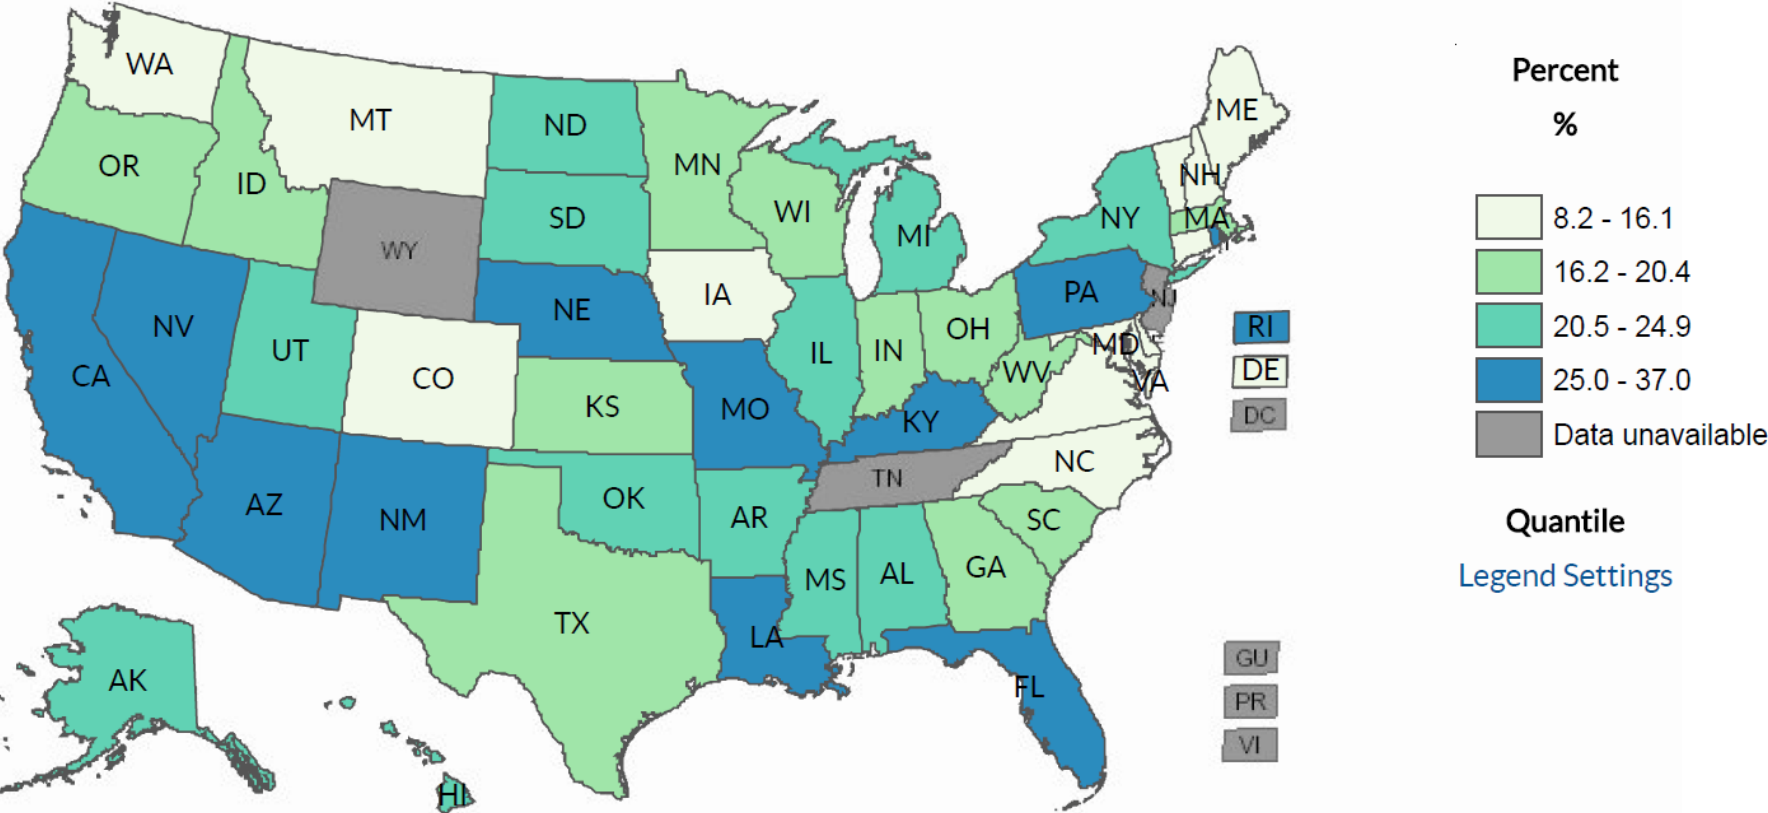 WA
MT
ND
MN
ME
OR
ID
WY
SD
WI
MI
NY
NH
MA
NV
UT
CO
NE
IA
IL
IN
OH
PA
NJ
CA
KS
MO
KY
WV
MD
VA
AZ
NM
OK
AR
TN
NC
SC
TX
LA
MS
AL
GA
FL
AK
HI
RI
DE
DC
GU
PR
VI
Percent
%
8.2 - 16.1
16.2 - 20.4
20.5 - 24.9
25.0 - 37.0
Data unavailable
Quantile
Legend Settings